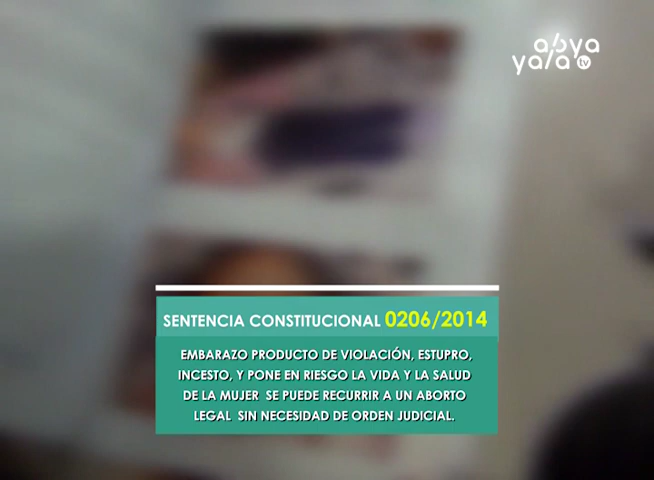 abya
yala tv
SENTENCIA CONSTITUCIONAL 0206/2014
EMBARAZO PRODUCTO DE VIOLACIÓN, ESTUPRO,
INCESTO, Y PONE EN RIESGO LA VIDA Y LA SALUD
DE LA MUJER SE PUEDE RECURRIR A UN ABORTO
LEGAL SIN NECESIDAD DE ORDEN JUDICIAL.